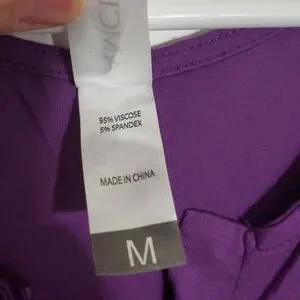 95% VISCOSE
5% SPANDEX
MADE IN CHINA
M